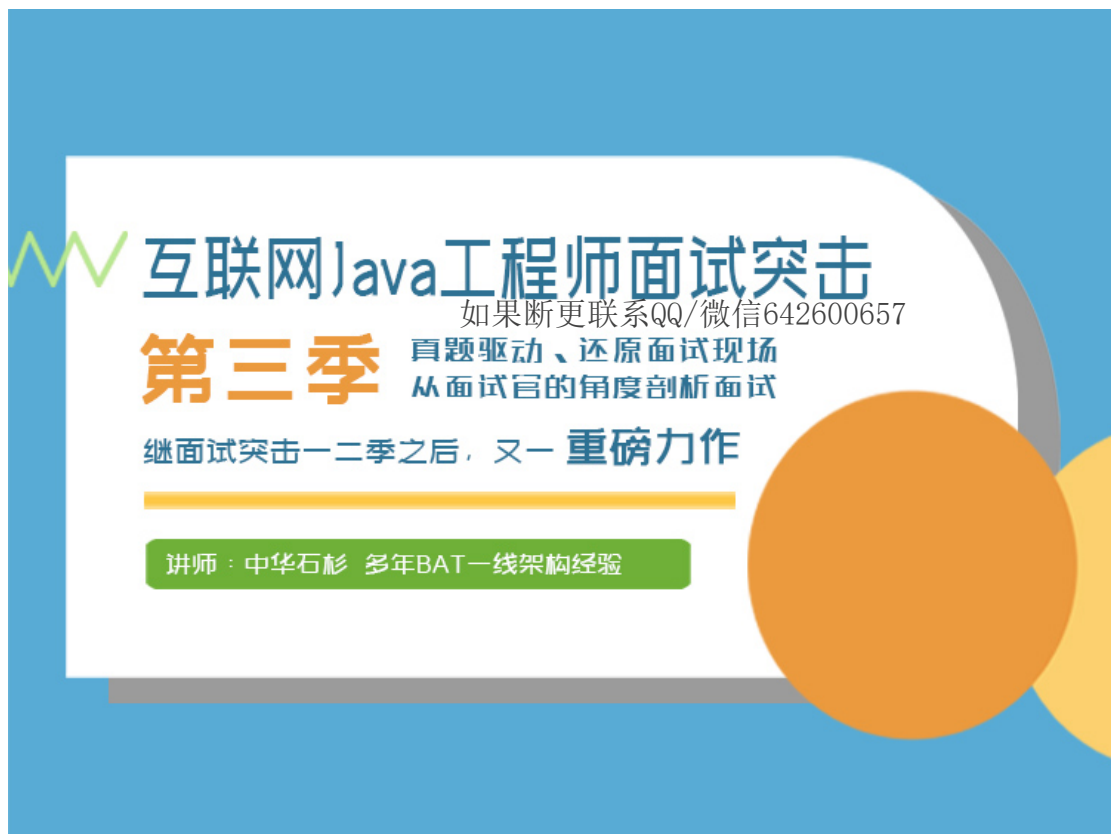 互联网Java工程师面试突击
如果断更联系QQ/微信642600657
第三季
真题驱动、还原面试现场
从面试官的角度剖析面试
继面试突击一二季之后，又一 重磅力作
讲师：中华石杉 多年BAT一线架构经验